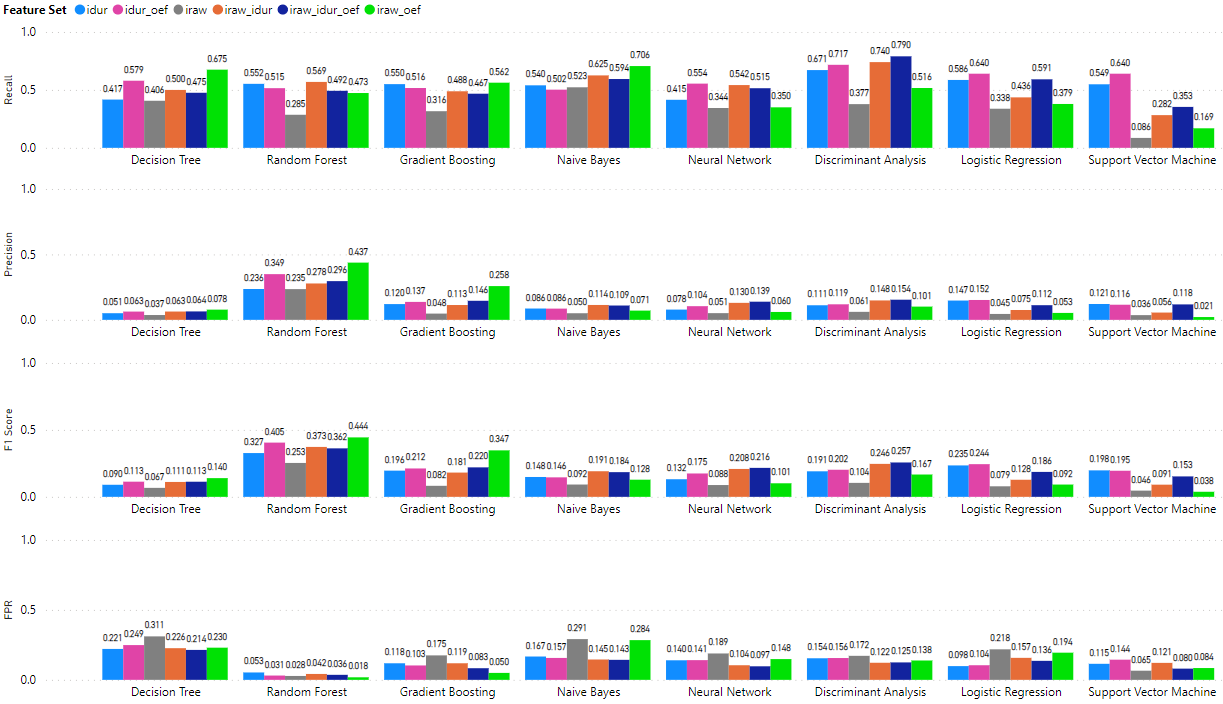 Feature Set idur idur_oef iraw iraw_idur iraw_idur_oef iraw_oef
Recall
1.0
0.5
0.0
0.417 0.579 0.406 0.500 0.475 0.675
0.552 0.515 0.285 0.569 0.492 0.473
0.550 0.516 0.316 0.488 0.467 0.562
0.540 0.502 0.523 0.625 0.594 0.706
0.415 0.554 0.344 0.542 0.515 0.350
0.671 0.717 0.377 0.740 0.790 0.516
0.586 0.640 0.338 0.436 0.591 0.379
0.549 0.640 0.086 0.282 0.353 0.169
Decision Tree Random Forest Gradient Boosting Naive Bayes Neural Network Discriminant Analysis Logistic Regression Support Vector Machine
Precision
1.0
0.5
0.0
0.051 0.063 0.037 0.063 0.064 0.078
0.236 0.349 0.235 0.278 0.296 0.437
0.120 0.137 0.048 0.113 0.146 0.258
0.086 0.086 0.050 0.114 0.109 0.071
0.078 0.104 0.051 0.130 0.139 0.060
0.111 0.119 0.061 0.148 0.154 0.101
0.147 0.152 0.045 0.075 0.112 0.053
0.121 0.116 0.036 0.056 0.118 0.021
Decision Tree Random Forest Gradient Boosting Naive Bayes Neural Network Discriminant Analysis Logistic Regression Support Vector Machine
F1 Score
1.0
0.5
0.0
0.090 0.113 0.067 0.111 0.113 0.140
0.327 0.405 0.253 0.373 0.362 0.444
0.196 0.212 0.082 0.181 0.220 0.347
0.148 0.146 0.092 0.191 0.184 0.128
0.132 0.175 0.088 0.208 0.216 0.101
0.191 0.202 0.104 0.246 0.257 0.167
0.235 0.244 0.079 0.128 0.186 0.092
0.198 0.195 0.046 0.091 0.153 0.038
Decision Tree Random Forest Gradient Boosting Naive Bayes Neural Network Discriminant Analysis Logistic Regression Support Vector Machine
FPR
1.0
0.5
0.0
0.221 0.249 0.311 0.226 0.214 0.230
0.053 0.031 0.028 0.042 0.036 0.018
0.118 0.103 0.175 0.119 0.083 0.050
0.167 0.157 0.291 0.145 0.143 0.284
0.140 0.141 0.189 0.104 0.097 0.148
0.154 0.156 0.172 0.122 0.125 0.138
0.098 0.104 0.218 0.157 0.136 0.194
0.115 0.144 0.065 0.121 0.080 0.084
Decision Tree Random Forest Gradient Boosting Naive Bayes Neural Network Discriminant Analysis Logistic Regression Support Vector Machine